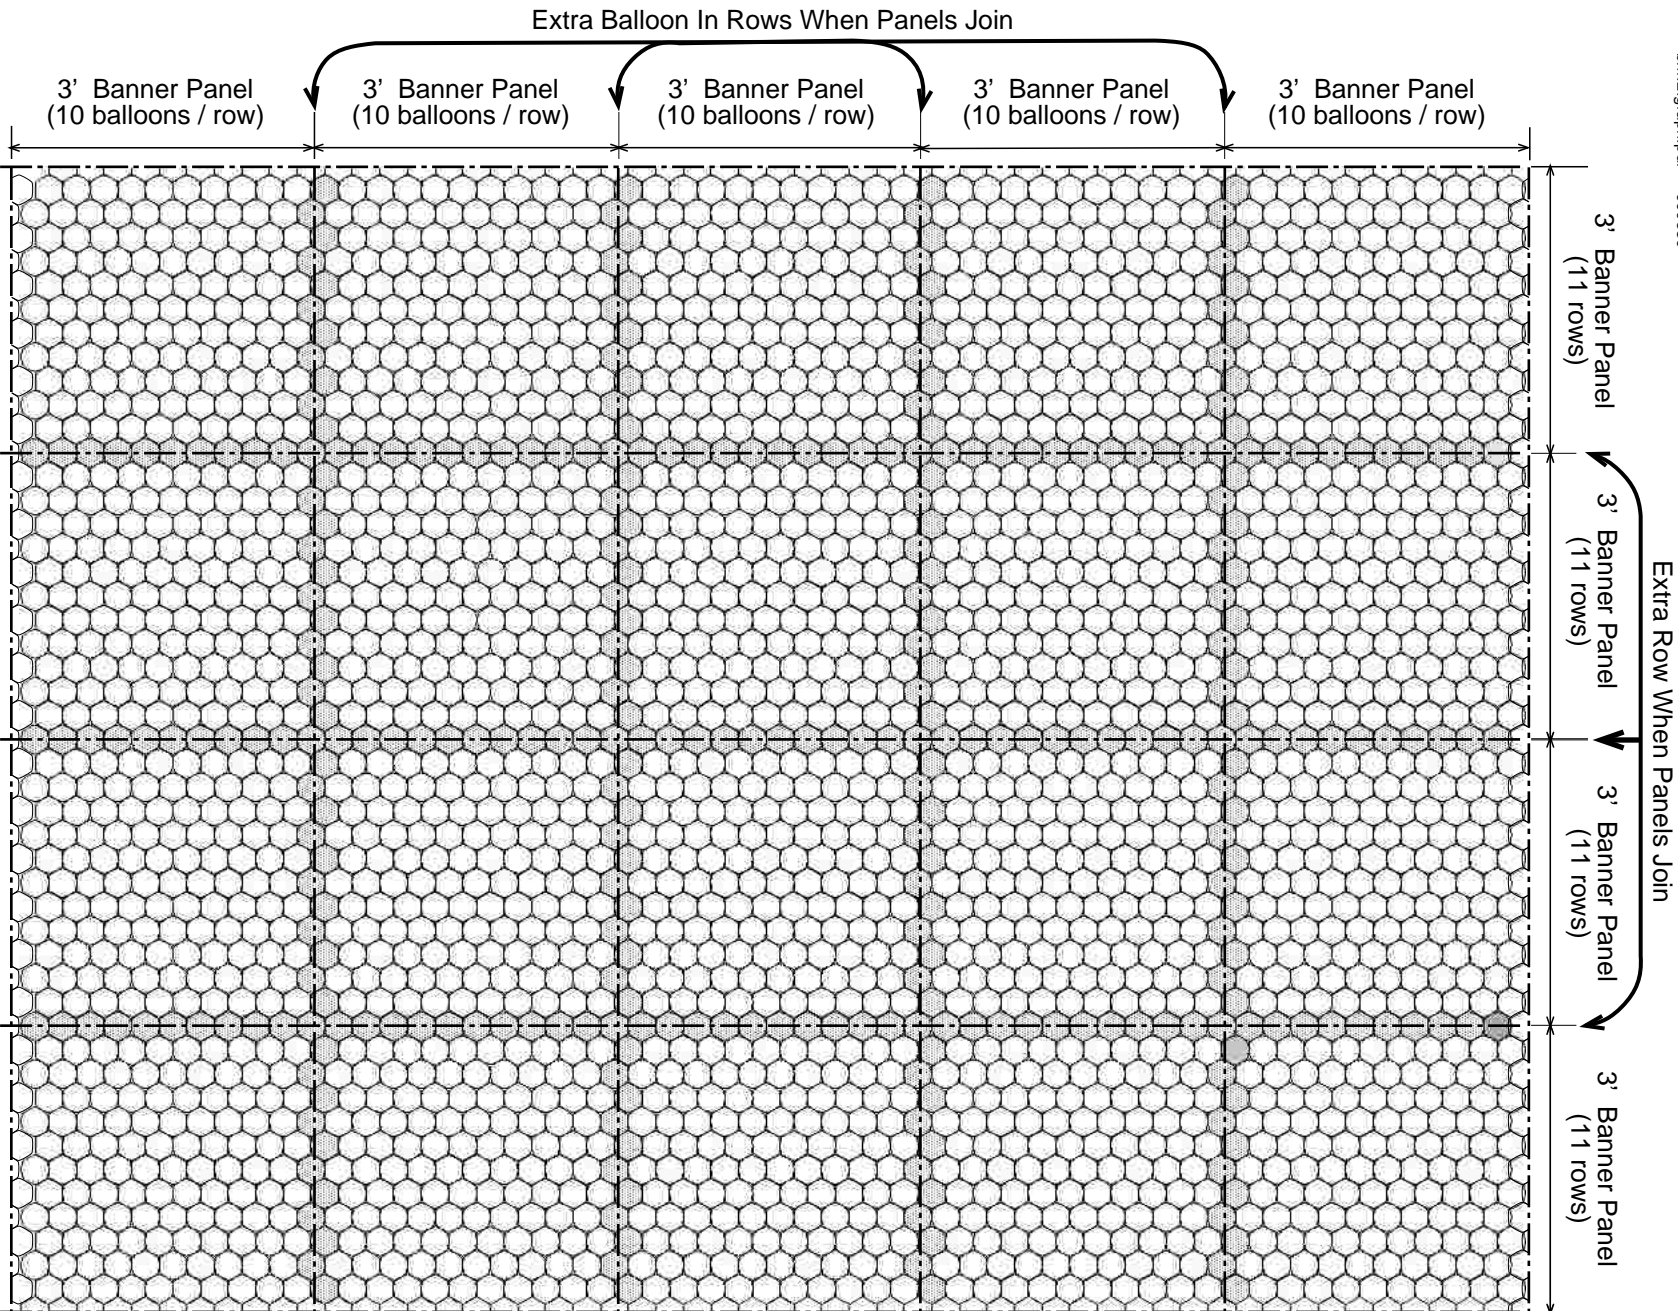 Extra Balloon In Rows When Panels Join
3’ Banner Panel
(10 balloons / row)
3’ Banner Panel
(10 balloons / row)
3’ Banner Panel
(10 balloons / row)
3’ Banner Panel
(10 balloons / row)
3’ Banner Panel
(10 balloons / row)
3’ Banner Panel
(11 rows)
3’ Banner Panel
(11 rows)
3’ Banner Panel
(11 rows)
3’ Banner Panel
(11 rows)
Extra Row When Panels Join